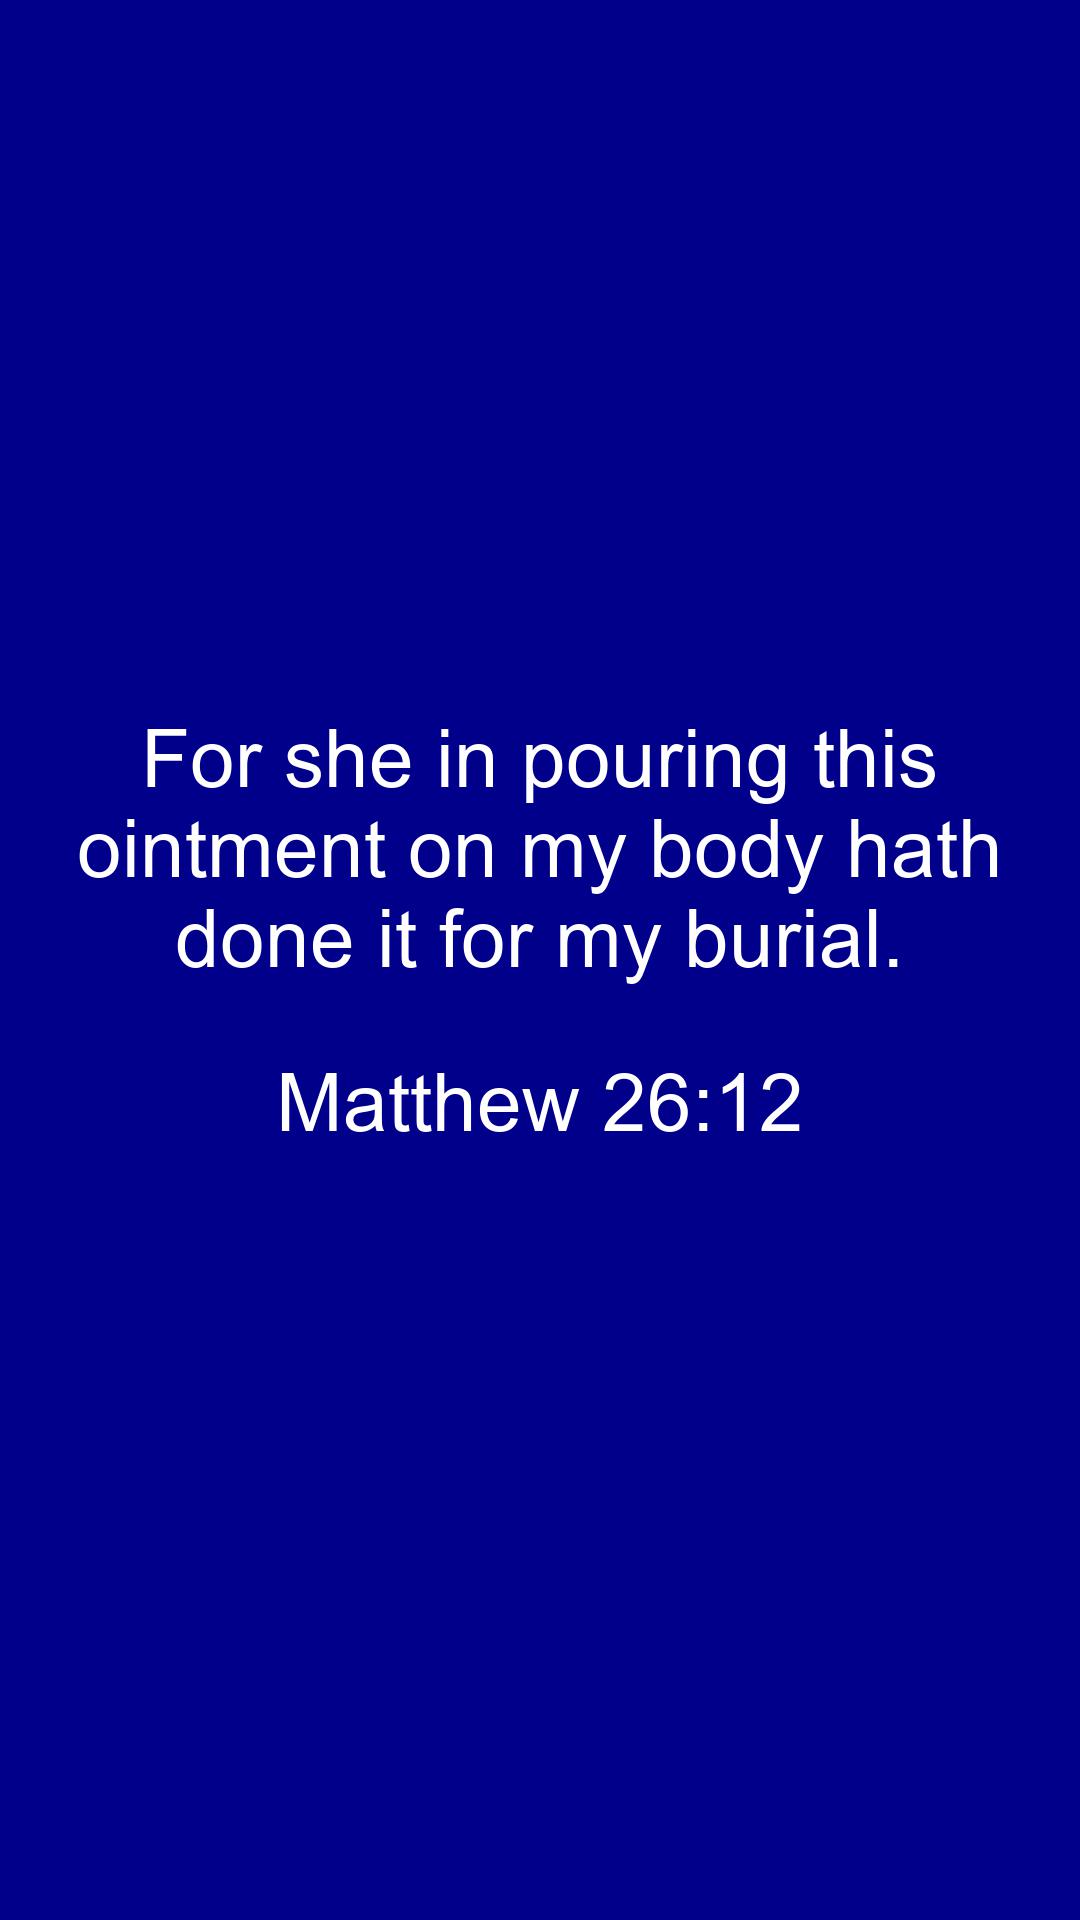 For she in pouring this
ointment on my body hath
done it for my burial.
Matthew 26:12